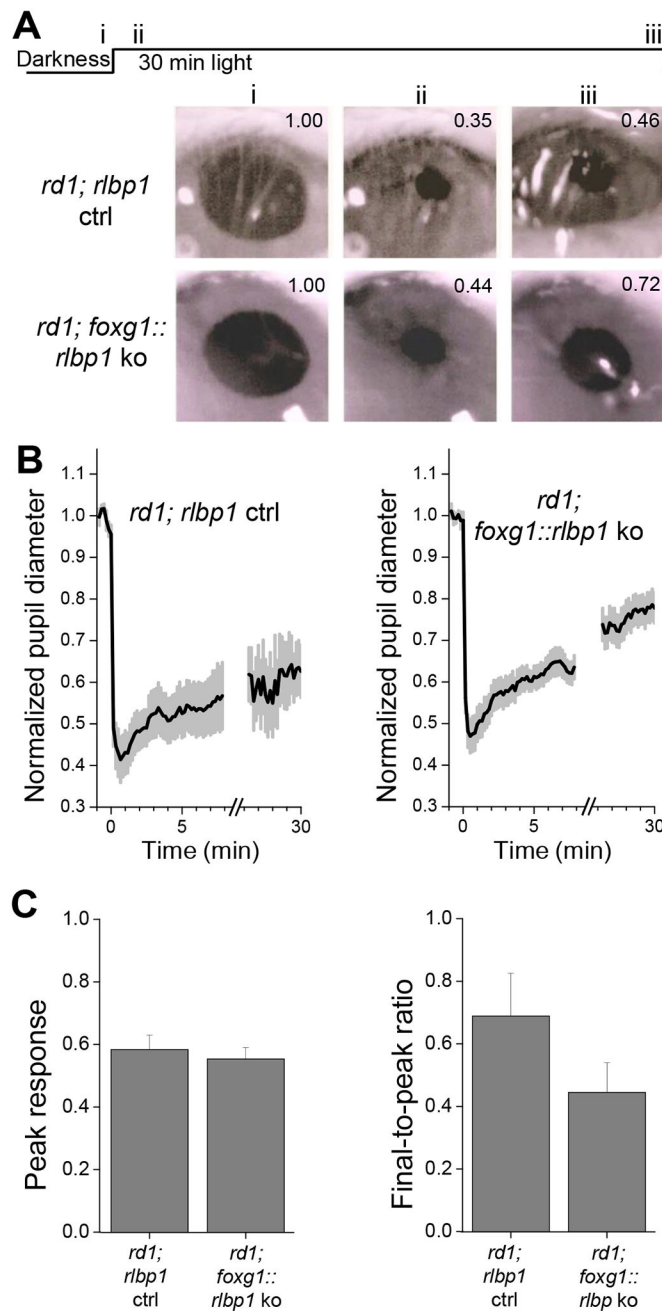 A
i ii iii
Darkness 30 min light
i ii iii
rd1; rlbp1
ctrl
1.00 0.35 0.46
rd1; foxg1::
rlbp1 ko
1.00 0.44 0.72
B
Normalized pupil diameter
1.1
1.0
0.9
0.8
0.7
0.6
0.5
0.4
0.3
rd1; rlbp1 ctrl
0 5 30
Time (min)
Normalized pupil diameter
1.1
1.0
0.9
0.8
0.7
0.6
0.5
0.4
0.3
rd1;
foxg1::rlbp1 ko
0 5 30
Time (min)
C
Peak response
1.0
0.8
0.6
0.4
0.2
0.0
rd1;
rlbp1
ctrl
rd1;
foxg1::
rlbp1 ko
Final-to-peak ratio
1.0
0.8
0.6
0.4
0.2
0.0
rd1;
rlbp1
ctrl
rd1;
foxg1::
rlbp ko